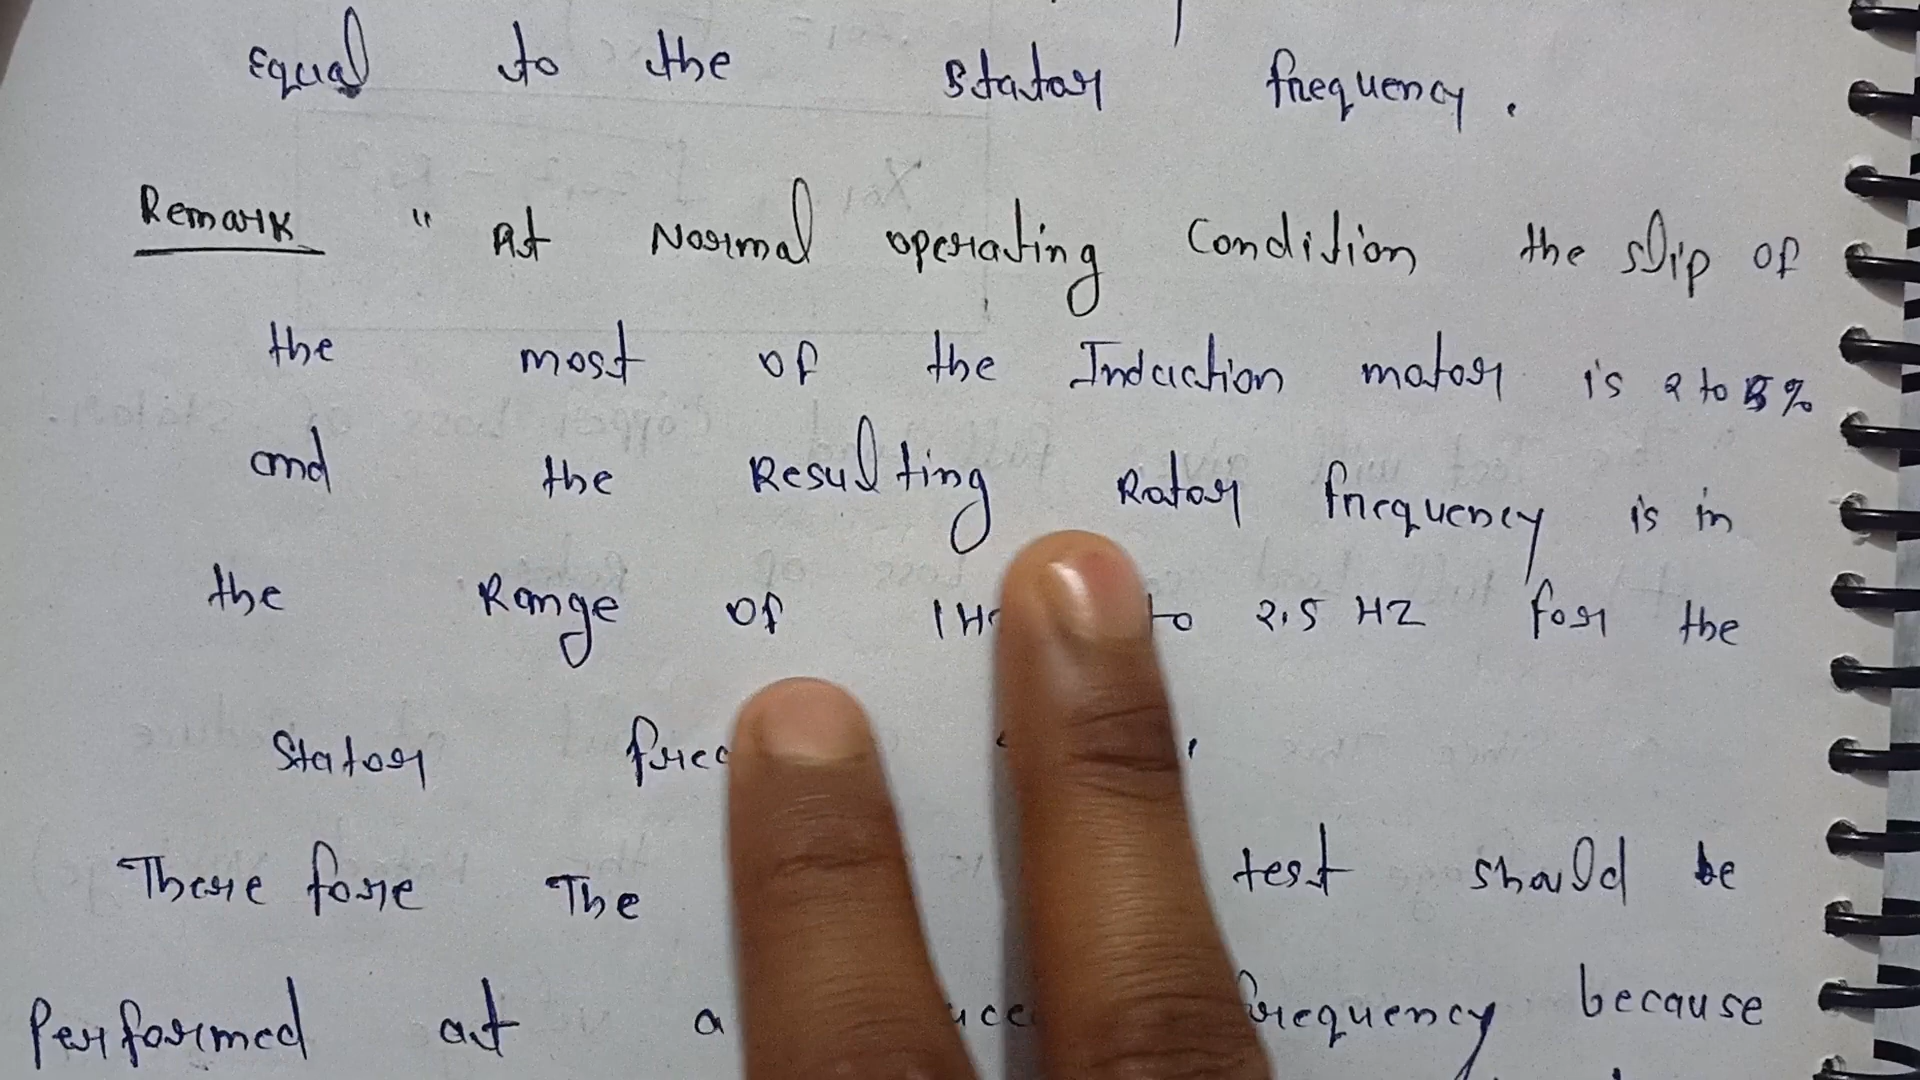 Equal to the Stator frequency.
Remark " At Normal operating Condition the slip of
the most of the Induction motor is 2 to 5%
and the Resulting Rotor frequency is in
the Range of 1 to 2.5 HZ for the
Stator
There fore The test should be
Performed at a frequency because